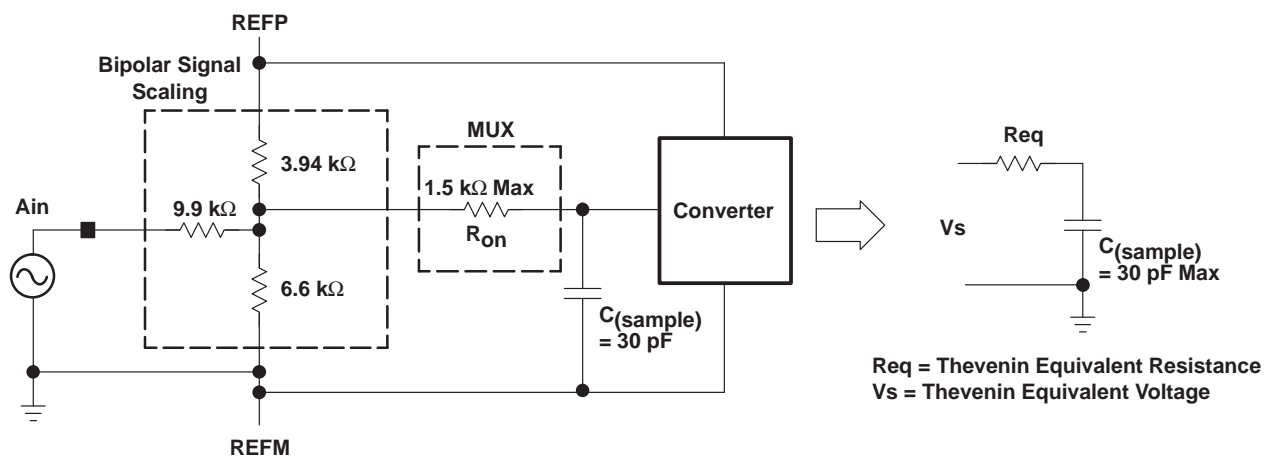 REFP
Bipolar Signal
Scaling
MUX
3.94 kΩ
1.5 kΩ Max
Ron
Ain
9.9 kΩ
6.6 kΩ
Converter
C(sample)
= 30 pF
REFM
Req
Vs
C(sample)
= 30 pF Max
Req = Thevenin Equivalent Resistance
Vs = Thevenin Equivalent Voltage